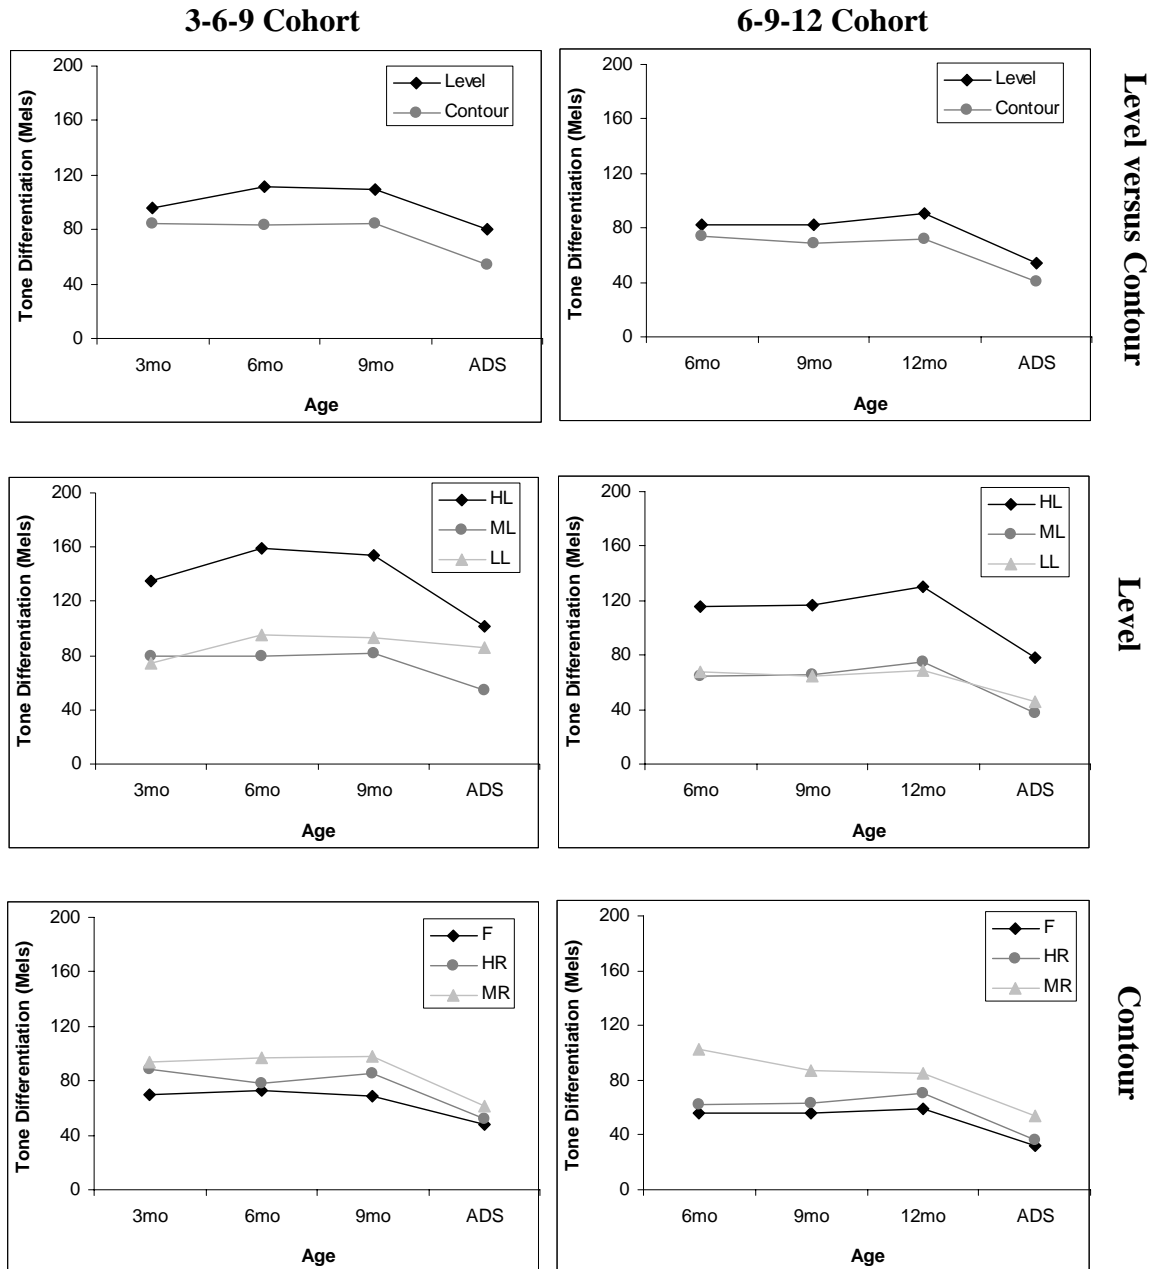 3-6-9 Cohort
6-9-12 Cohort
Level versus Contour
Tone Differentiation (Mels)
200
160
120
80
40
0
Level
Contour
3mo 6mo 9mo ADS
Age
Tone Differentiation (Mels)
200
160
120
80
40
0
Level
Contour
6mo 9mo 12mo ADS
Age
Level
Tone Differentiation (Mels)
200
160
120
80
40
0
HL
ML
LL
3mo 6mo 9mo ADS
Age
Tone Differentiation (Mels)
200
160
120
80
40
0
HL
ML
LL
6mo 9mo 12mo ADS
Age
Contour
Tone Differentiation (Mels)
200
160
120
80
40
0
F
HR
MR
3mo 6mo 9mo ADS
Age
Tone Differentiation (Mels)
200
160
120
80
40
0
F
HR
MR
6mo 9mo 12mo ADS
Age